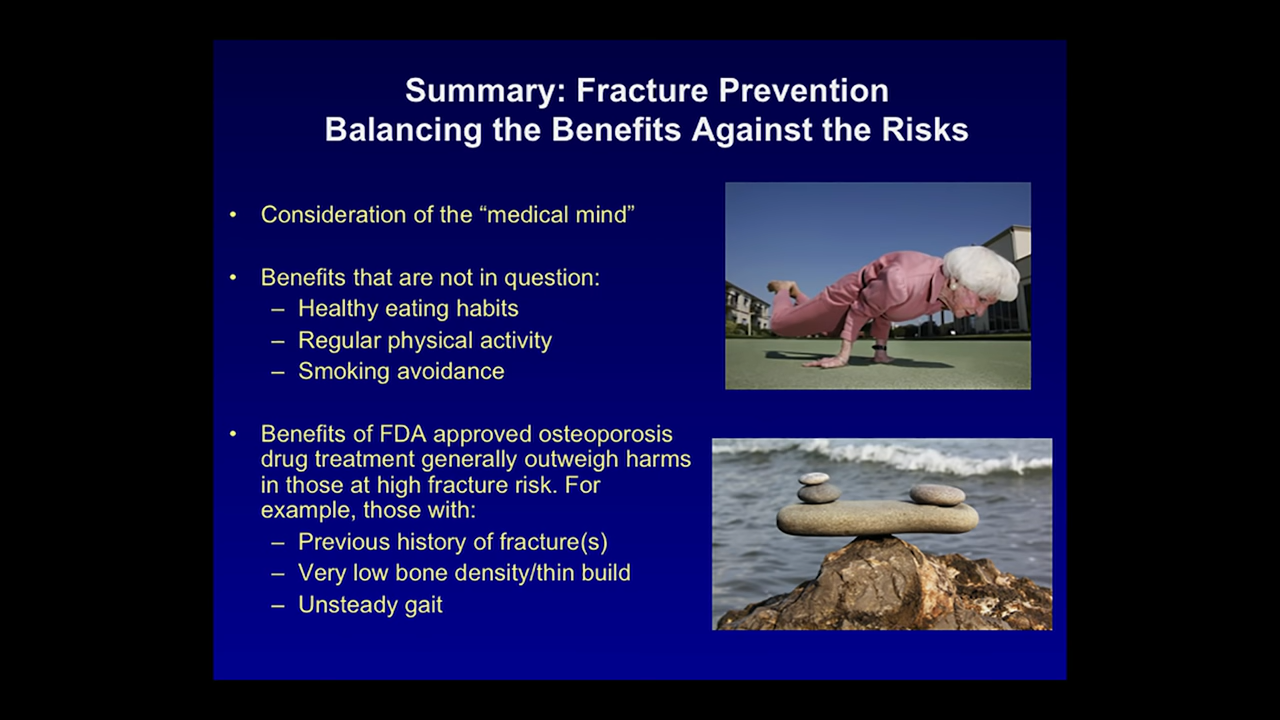 Summary: Fracture Prevention
Balancing the Benefits Against the Risks
• Consideration of the “medical mind”
• Benefits that are not in question:
– Healthy eating habits
– Regular physical activity
– Smoking avoidance
• Benefits of FDA approved osteoporosis
drug treatment generally outweigh harms
in those at high fracture risk. For
example, those with:
– Previous history of fracture(s)
– Very low bone density/thin build
– Unsteady gait